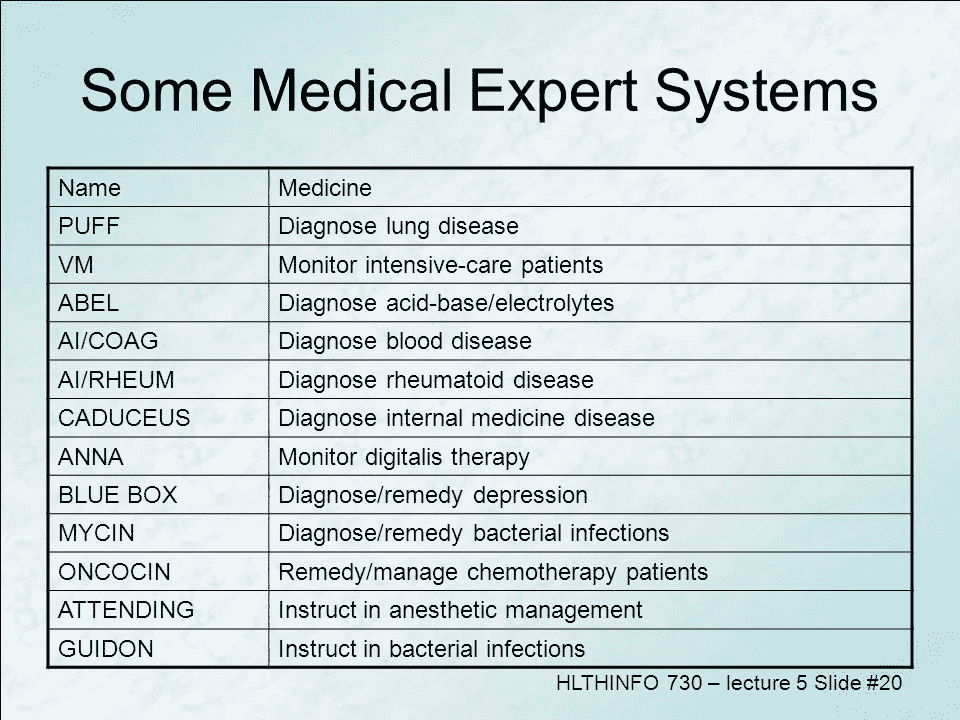 Some Medical Expert Systems
Name Medicine
PUFF Diagnose lung disease
VM Monitor intensive-care patients
ABEL Diagnose acid-base/electrolytes
AI/COAG Diagnose blood disease
AI/RHEUM Diagnose rheumatoid disease
CADUCEUS Diagnose internal medicine disease
ANNA Monitor digitalis therapy
BLUE BOX Diagnose/remedy depression
MYCIN Diagnose/remedy bacterial infections
ONCOCIN Remedy/manage chemotherapy patients
ATTENDING Instruct in anesthetic management
GUIDON Instruct in bacterial infections
HLTHINFO 730 – lecture 5 Slide #20